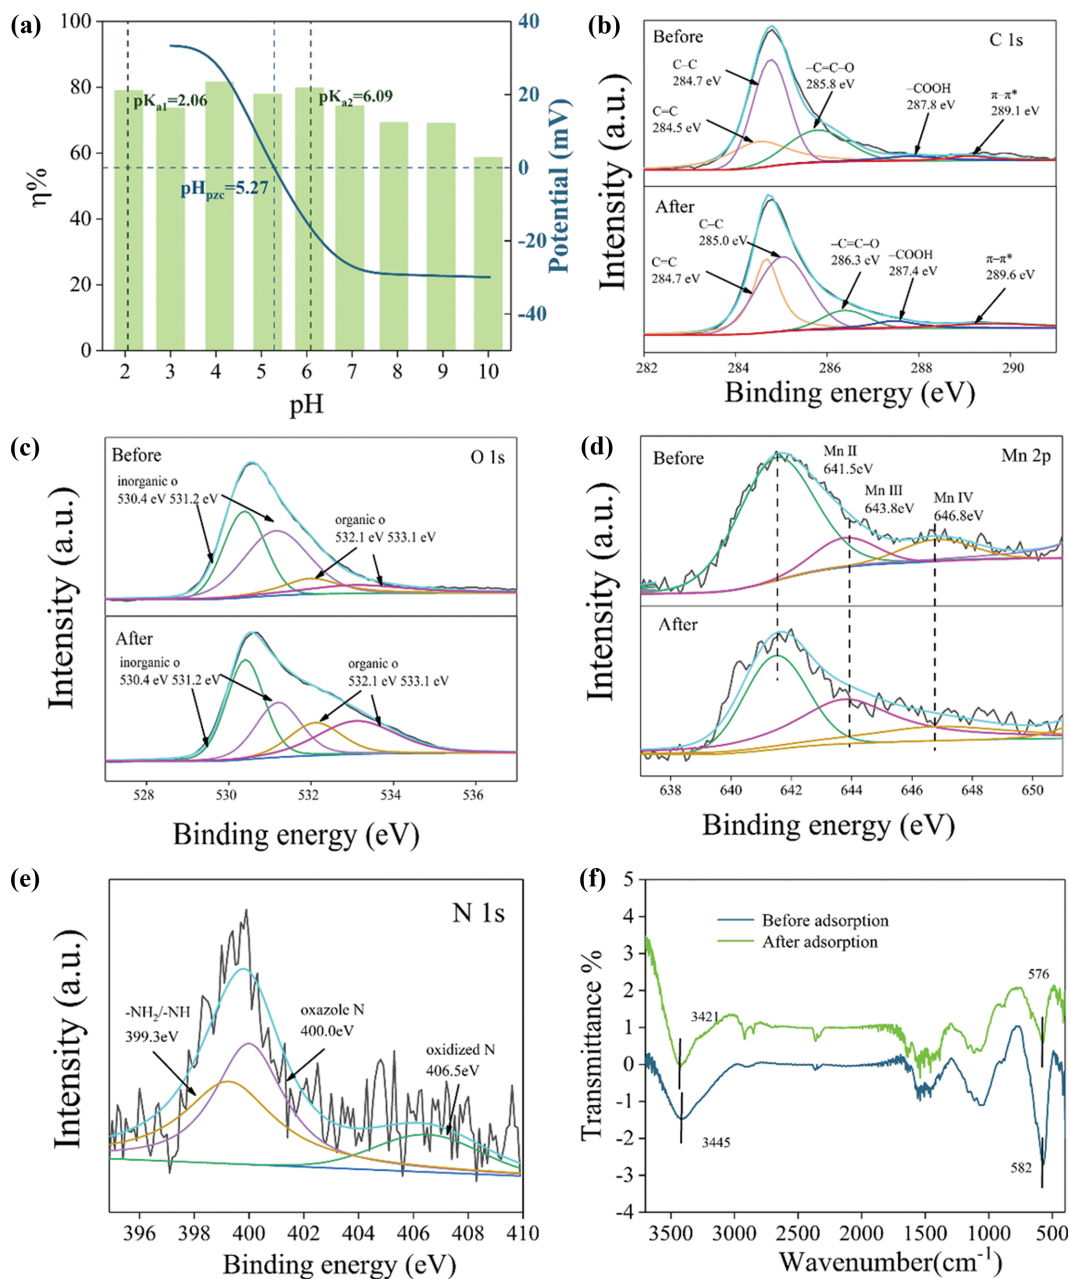 (a)
100
80
60
40
20
0
η%
2 3 4 5 6 7 8 9 10
pH
40
20
0
-20
-40
Potential (mV)
pKa1=2.06
pKa2=6.09
pHpzc=5.27
(b)
Before
C 1s
C–C
284.7 eV
C=C
284.5 eV
–C=C–O
285.8 eV
–COOH
287.8 eV
π–π*
289.1 eV
After
C–C
285.0 eV
C=C
284.7 eV
–C=C–O
286.3 eV
–COOH
287.4 eV
π–π*
289.6 eV
Intensity (a.u.)
282 284 286 288 290
Binding energy (eV)
(c)
Before
O 1s
inorganic o
530.4 eV 531.2 eV
organic o
532.1 eV 533.1 eV
After
inorganic o
530.4 eV 531.2 eV
organic o
532.1 eV 533.1 eV
Intensity (a.u.)
528 530 532 534 536
Binding energy (eV)
(d)
Before
Mn 2p
Mn II
641.5eV
Mn III
643.8eV
Mn IV
646.8eV
After
Intensity (a.u.)
638 640 642 644 646 648 650
Binding energy (eV)
(e)
N 1s
-NH2/-NH
399.3eV
oxazole N
400.0eV
oxidized N
406.5eV
Intensity (a.u.)
396 398 400 402 404 406 408 410
Binding energy (eV)
(f)
5
4
3
2
1
0
-1
-2
-3
-4
Transmittance %
Before adsorption
After adsorption
3421
3445
576
582
3500 3000 2500 2000 1500 1000 500
Wavenumber(cm-1)